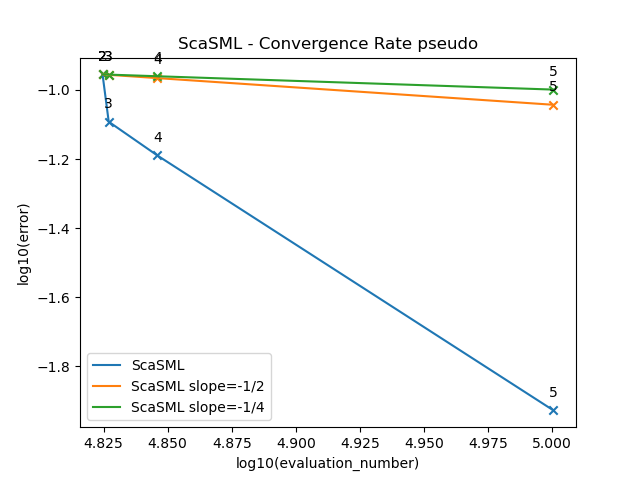 ScaSML - Convergence Rate pseudo
2 2 3
4
4
5
5
3
4
5
−1.0
−1.2
−1.4
−1.6
−1.8
log10(error)
ScaSML
ScaSML slope=-1/2
ScaSML slope=-1/4
4.825 4.850 4.875 4.900 4.925 4.950 4.975 5.000
log10(evaluation_number)